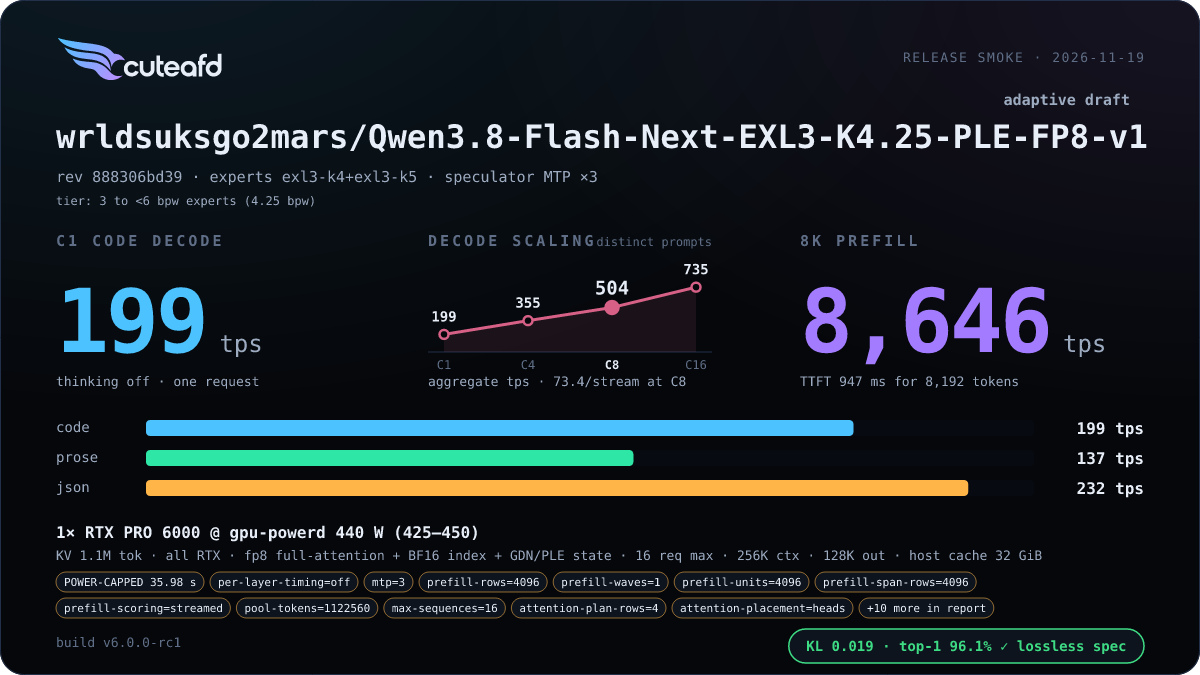 cuteafd
RELEASE SMOKE · 2026-11-19
adaptive draft
wrldsuksgo2mars/Qwen3.8-Flash-Next-EXL3-K4.25-PLE-FP8-v1
rev 888306bd39 · experts exl3-k4+exl3-k5 · speculator MTP ×3
tier: 3 to <6 bpw experts (4.25 bpw)
C1 CODE DECODE
199 tps
thinking off · one request
DECODE SCALING distinct prompts
199 355 504 735
C1 C4 C8 C16
aggregate tps · 73.4/stream at C8
8K PREFILL
8,646 tps
TTFT 947 ms for 8,192 tokens
code 199 tps
prose 137 tps
json 232 tps
1× RTX PRO 6000 @ gpu-powerd 440 W (425–450)
KV 1.1M tok · all RTX · fp8 full-attention + BF16 index + GDN/PLE state · 16 req max · 256K ctx · 128K out · host cache 32 GiB
POWER-CAPPED 35.98 s per-layer-timing=off mtp=3 prefill-rows=4096 prefill-waves=1 prefill-units=4096 prefill-span-rows=4096
prefill-scoring=streamed pool-tokens=1122560 max-sequences=16 attention-plan-rows=4 attention-placement=heads +10 more in report
build v6.0.0-rc1
KL 0.019 · top-1 96.1% ✓ lossless spec